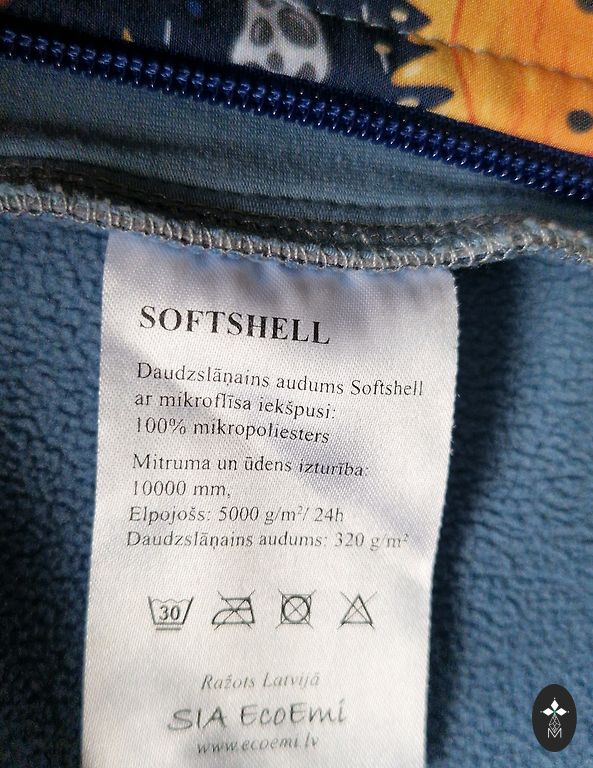 SOFTSHELL
Daudzslāņains audums Softshell
ar mikroflīsa iekšpusi:
100% mikropoliesters
Mitruma un ūdens izturība:
10000 mm,
Elpojošs: 5000 g/m²/ 24h
Daudzslāņains audums: 320 g/m²
30
Ražots Latvijā
SIA EcoEmi
www.ecoemi.lv
M